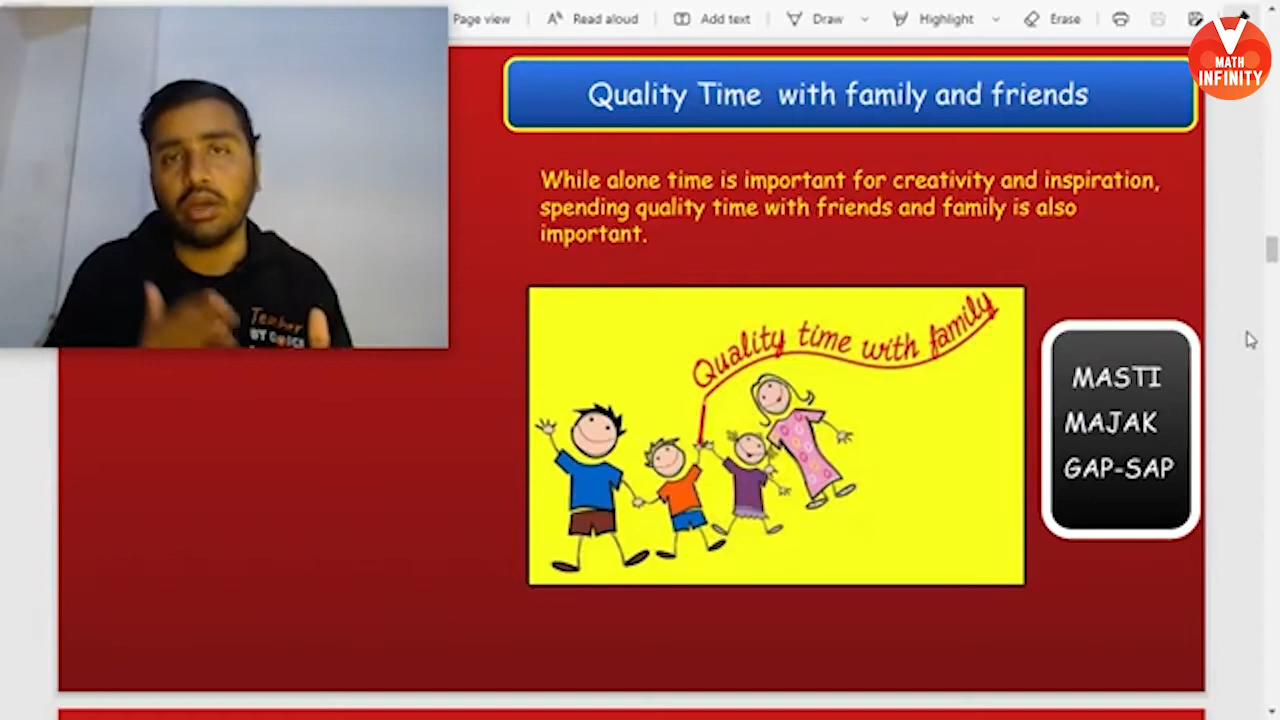 Page view
Read aloud
Add text
Draw
Highlight
Erase
MATH
INFINITY
Quality Time with family and friends
While alone time is important for creativity and inspiration,
spending quality time with friends and family is also
important.
Quality time with family
MASTI
MAJAK
GAP-SAP
Teacher
BY CHOICE